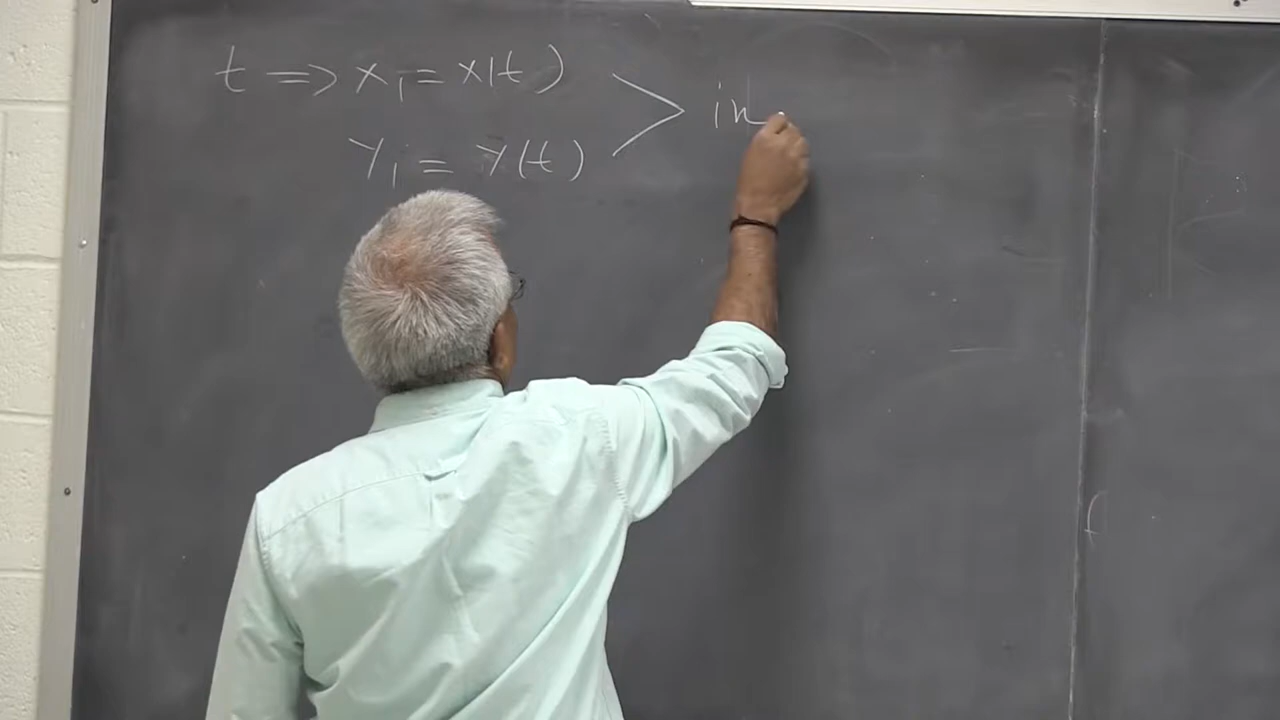 t => x₁ = x(t) > in
y₁ = y(t)